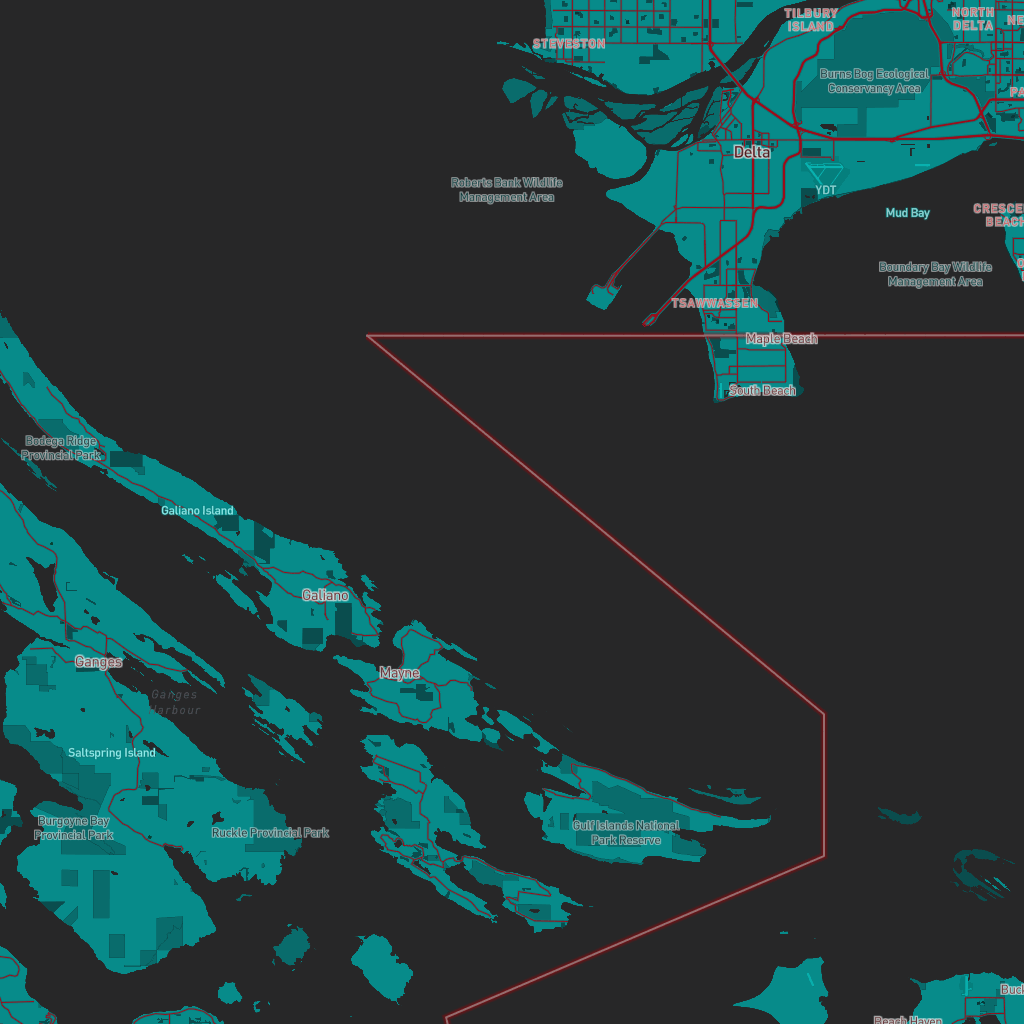 TILBURY
ISLAND
NORTH
DELTA
STEVESTON
Burns Bog Ecological
Conservancy Area
Delta
Roberts Bank Wildlife
Management Area
YDT
Mud Bay
Boundary Bay Wildlife
Management Area
TSAWWASSEN
Maple Beach
South Beach
Bodega Ridge
Provincial Park
Galiano Island
Galiano
Ganges
Mayne
Ganges
Harbour
Saltspring Island
Burgoyne Bay
Provincial Park
Ruckle Provincial Park
Gulf Islands National
Park Reserve
Beach Haven